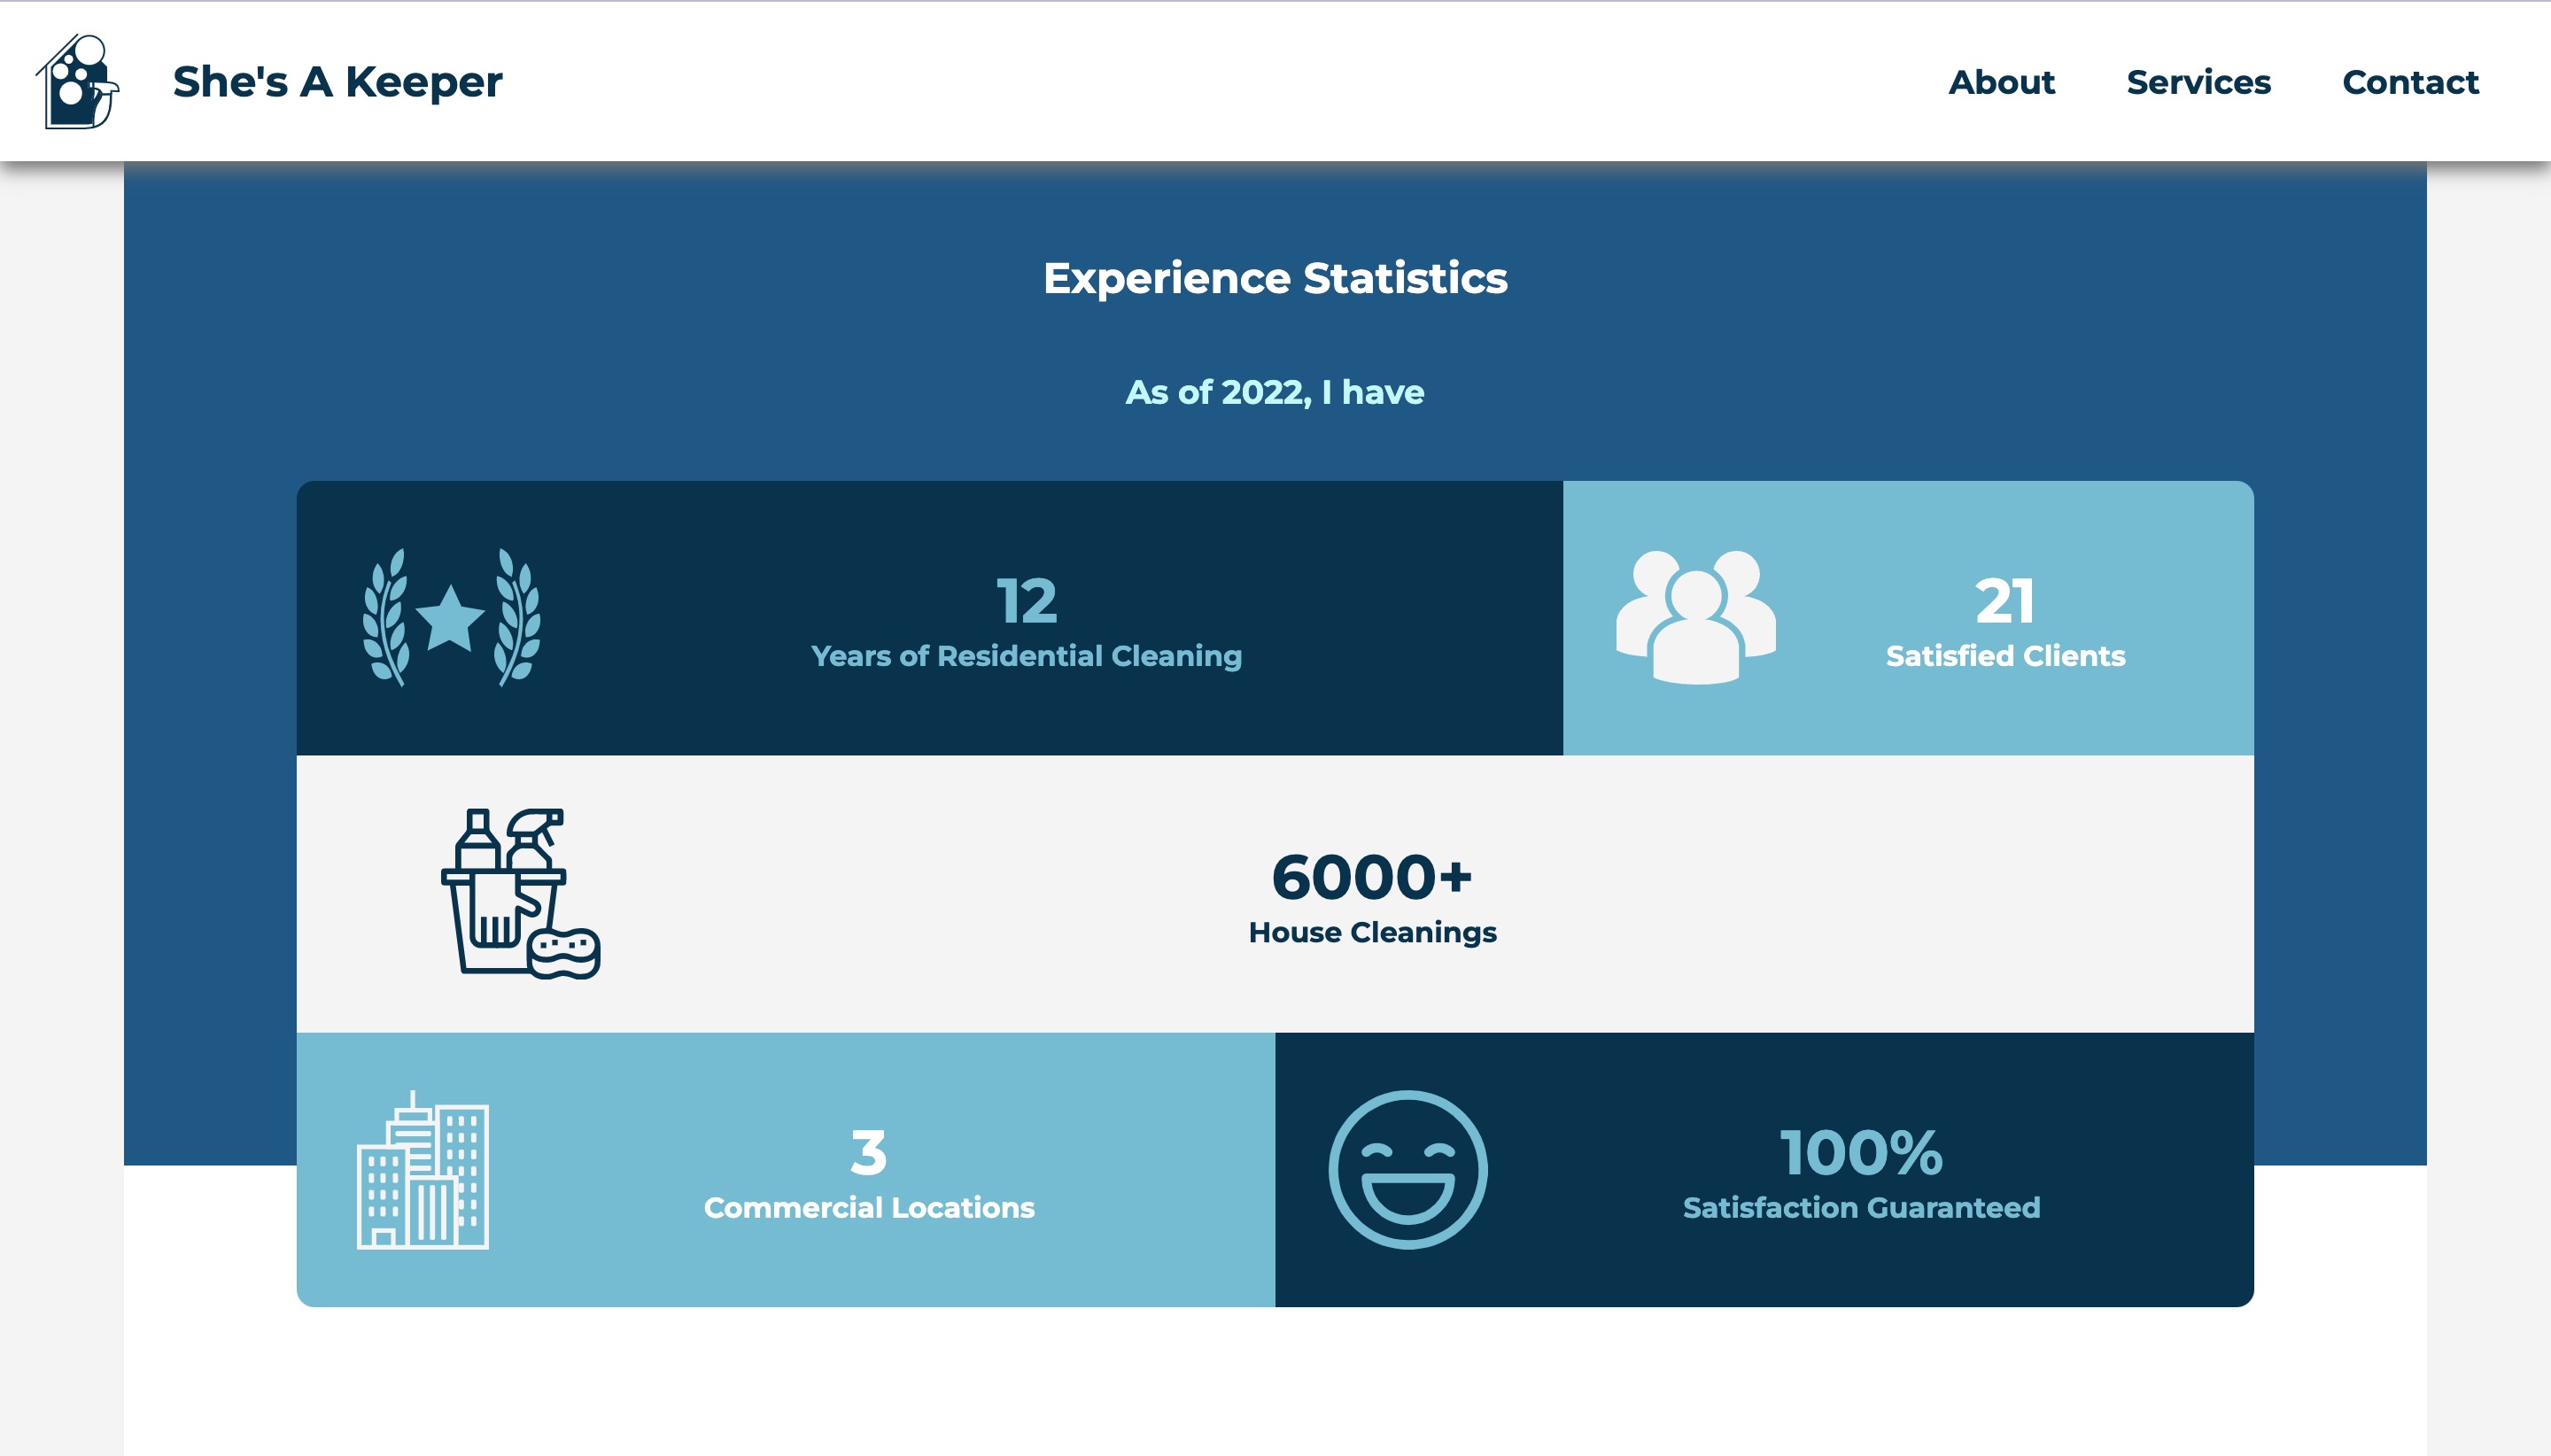 She's A Keeper
About Services Contact
Experience Statistics
As of 2022, I have
12
Years of Residential Cleaning
21
Satisfied Clients
6000+
House Cleanings
3
Commercial Locations
100%
Satisfaction Guaranteed